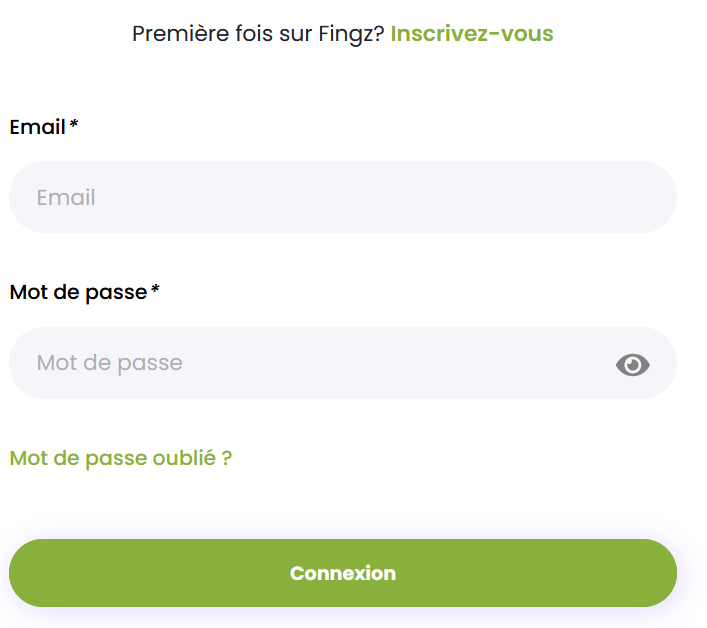 Première fois sur Fingz? Inscrivez-vous
Email*
Email
Mot de passe*
Mot de passe
Mot de passe oublié ?
Connexion